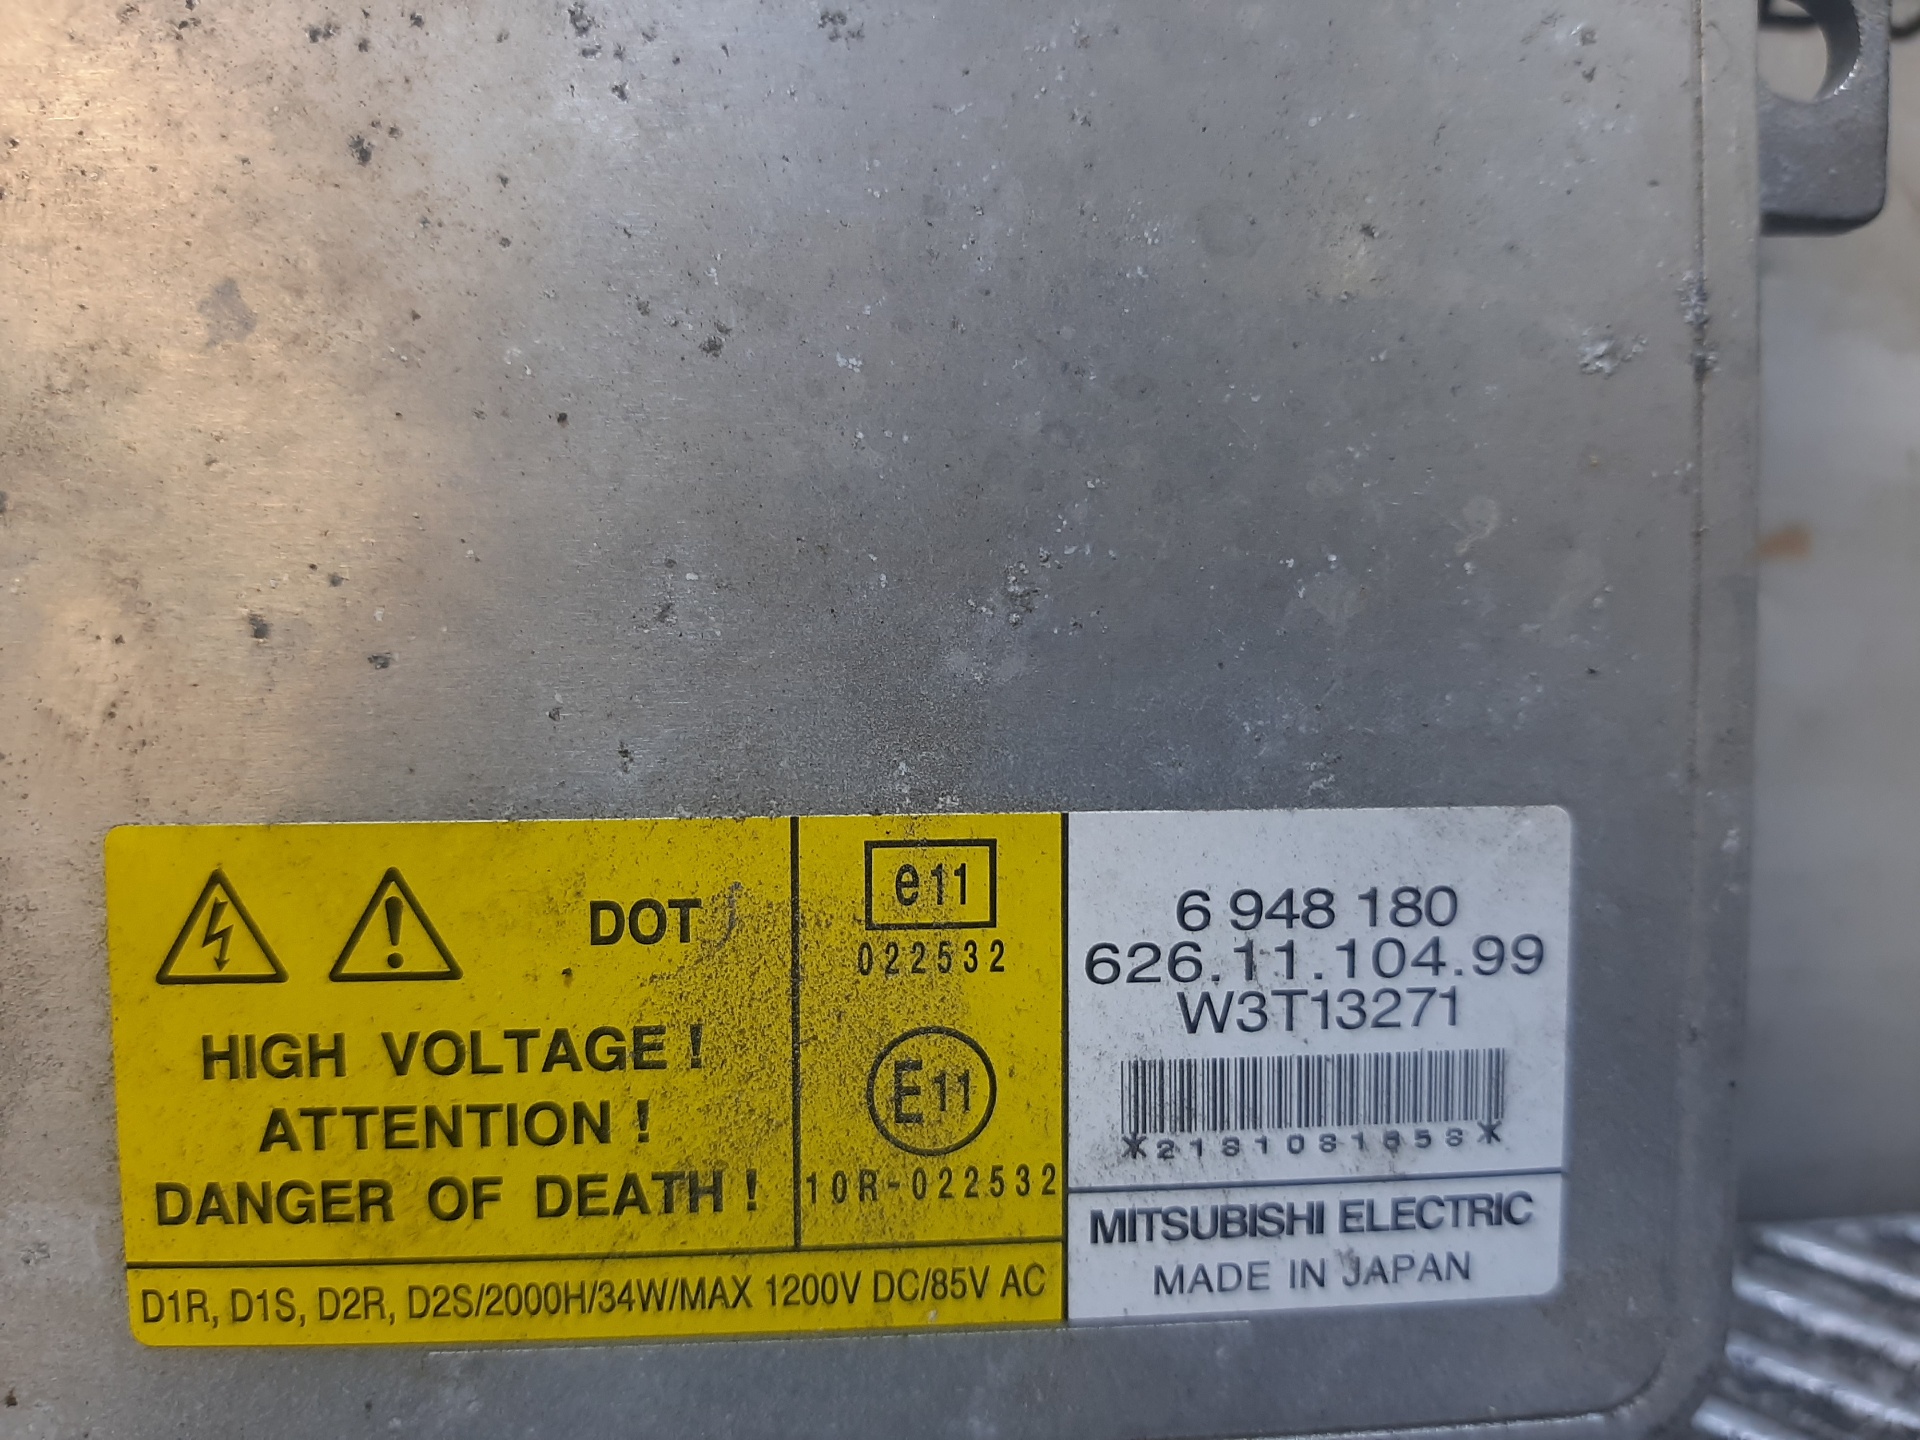 DOT
HIGH VOLTAGE !
ATTENTION !
DANGER OF DEATH !
e11
022532
E11
10R-022532
D1R, D1S, D2R, D2S/2000H/34W/MAX 1200V DC/85V AC
6 948 180
626.11.104.99
W3T13271
MITSUBISHI ELECTRIC
MADE IN JAPAN